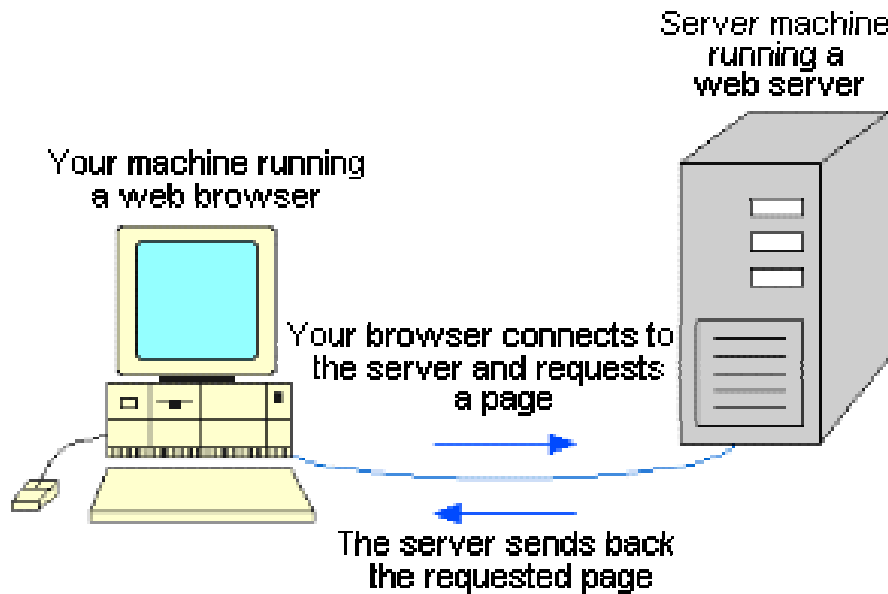 Server machine
running a
web server
Your machine running
a web browser
Your browser connects to
the server and requests
a page
The server sends back
the requested page